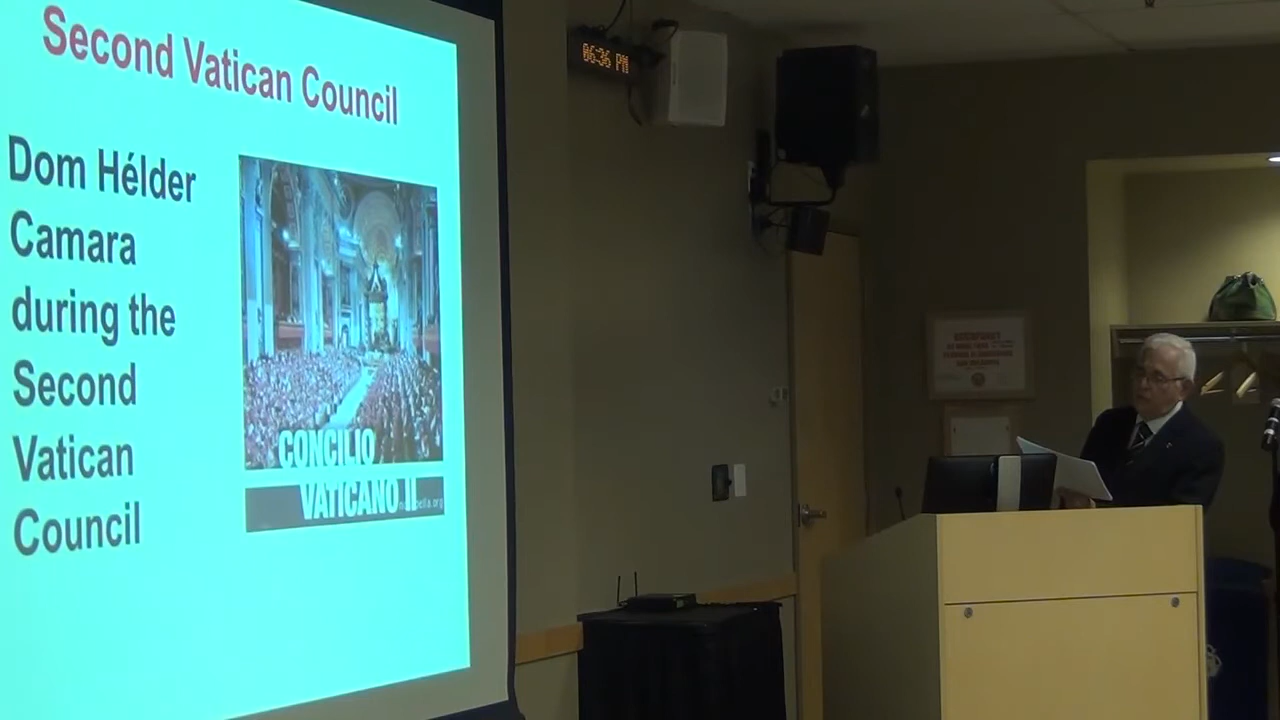 Second Vatican Council
Dom Hélder
Camara
during the
Second
Vatican
Council
CONCILIO
VATICANO II
06:36 PM